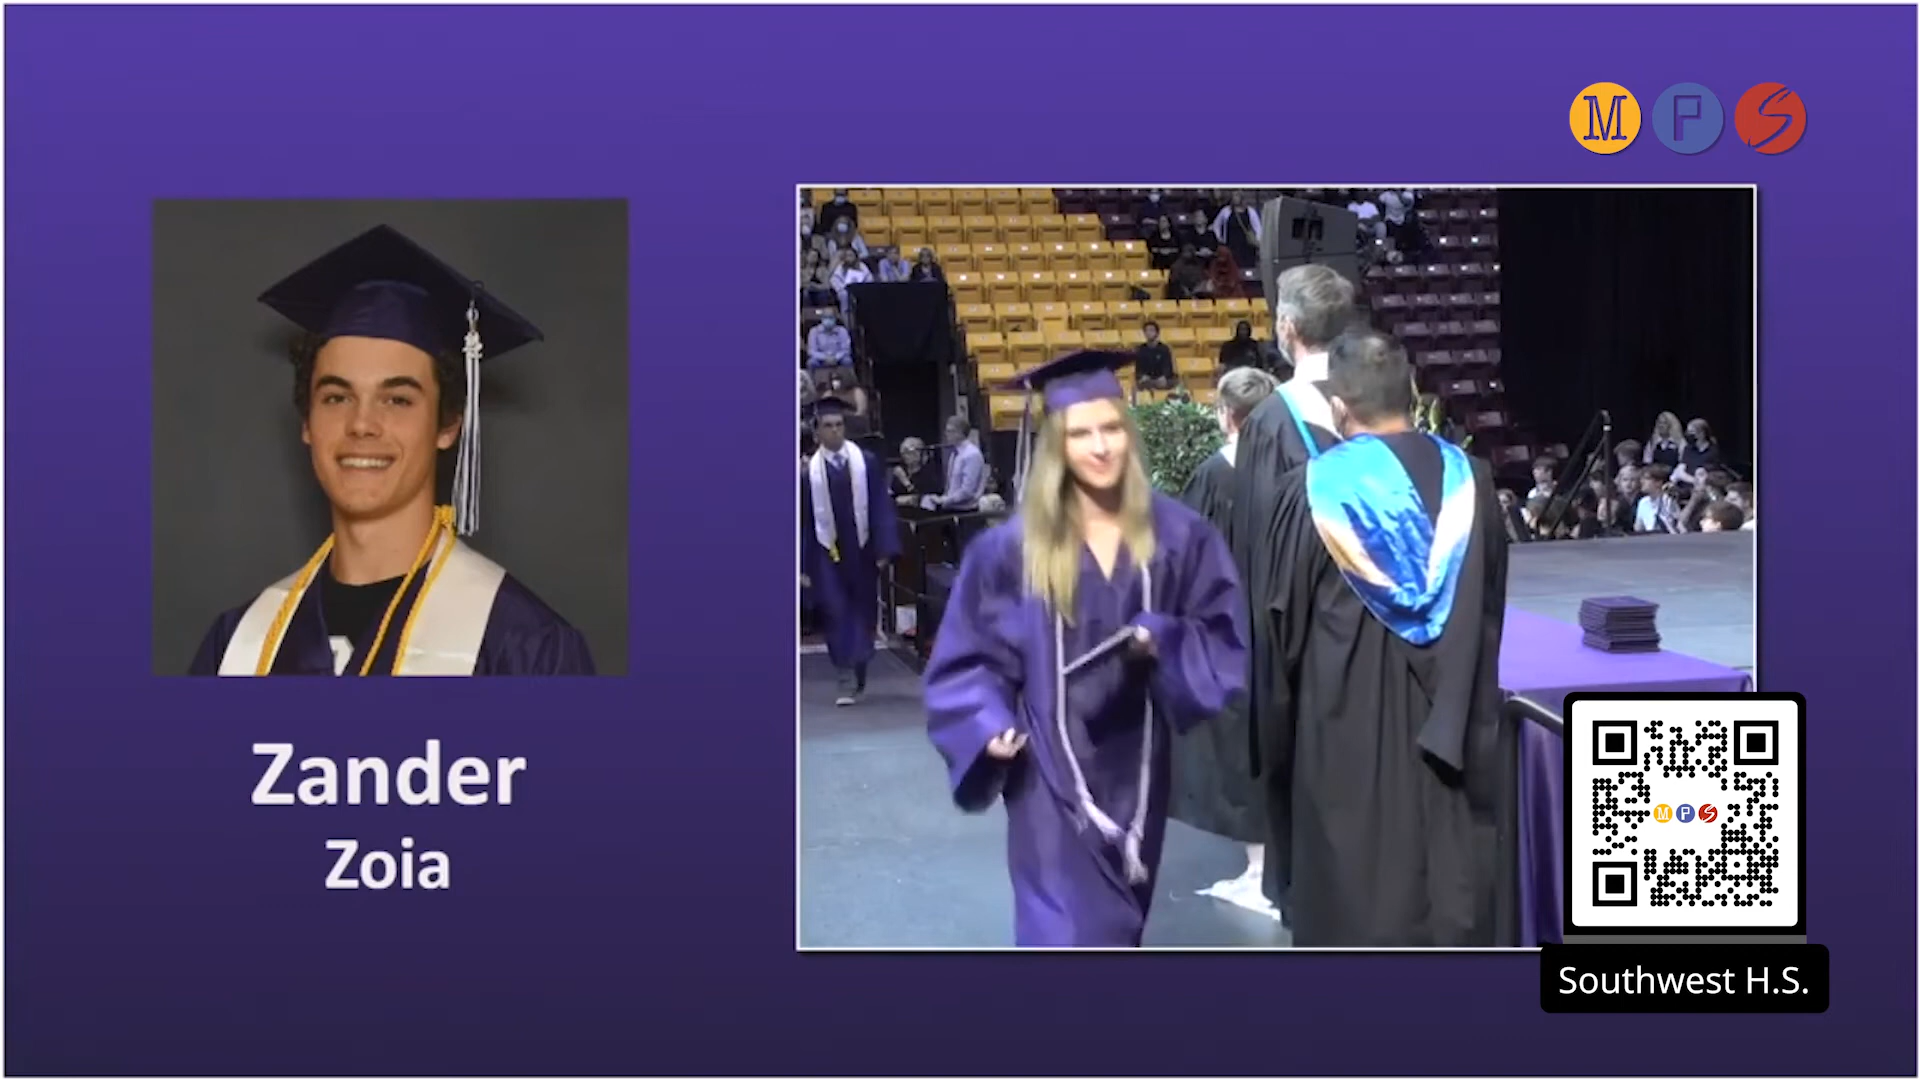 M P S
Zander
Zoia
M P S
Southwest H.S.